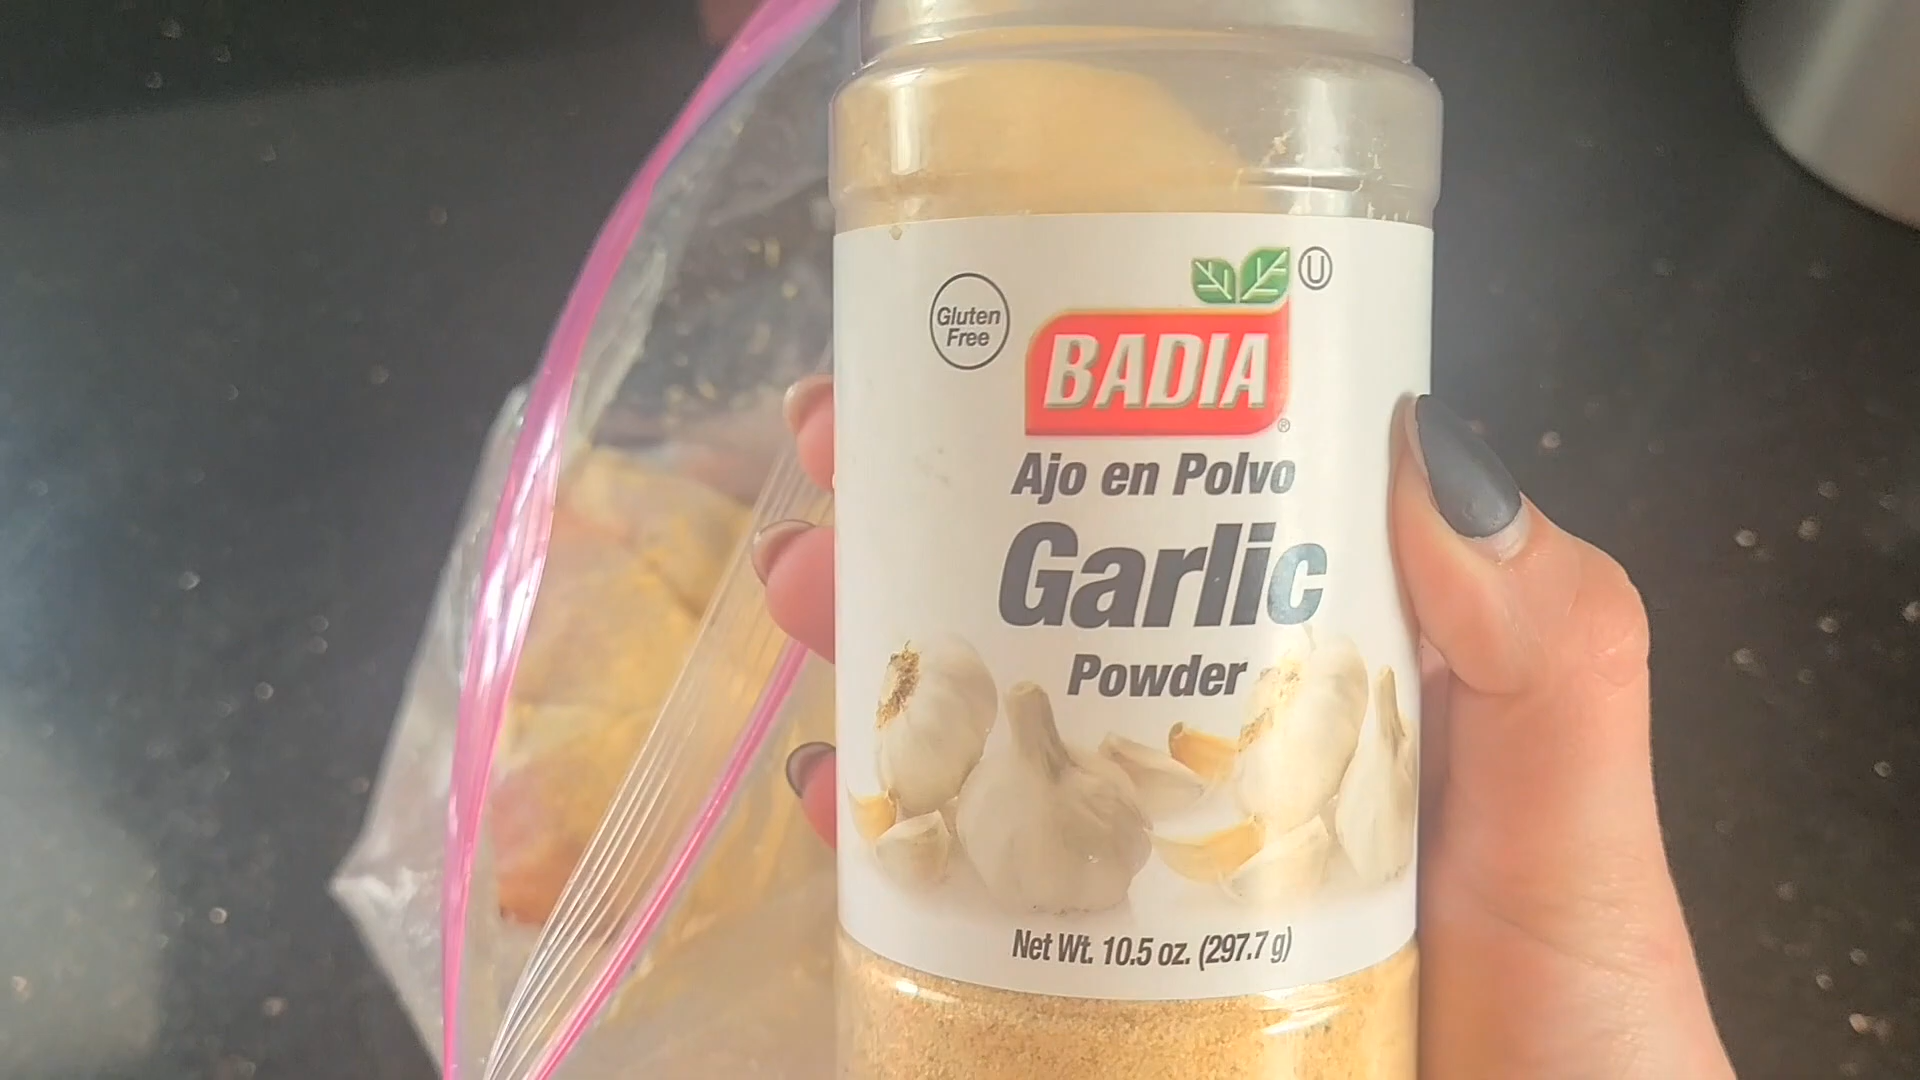 Gluten
Free
U
BADIA
®
Ajo en Polvo
Garlic
Powder
Net Wt. 10.5 oz. (297.7 g)